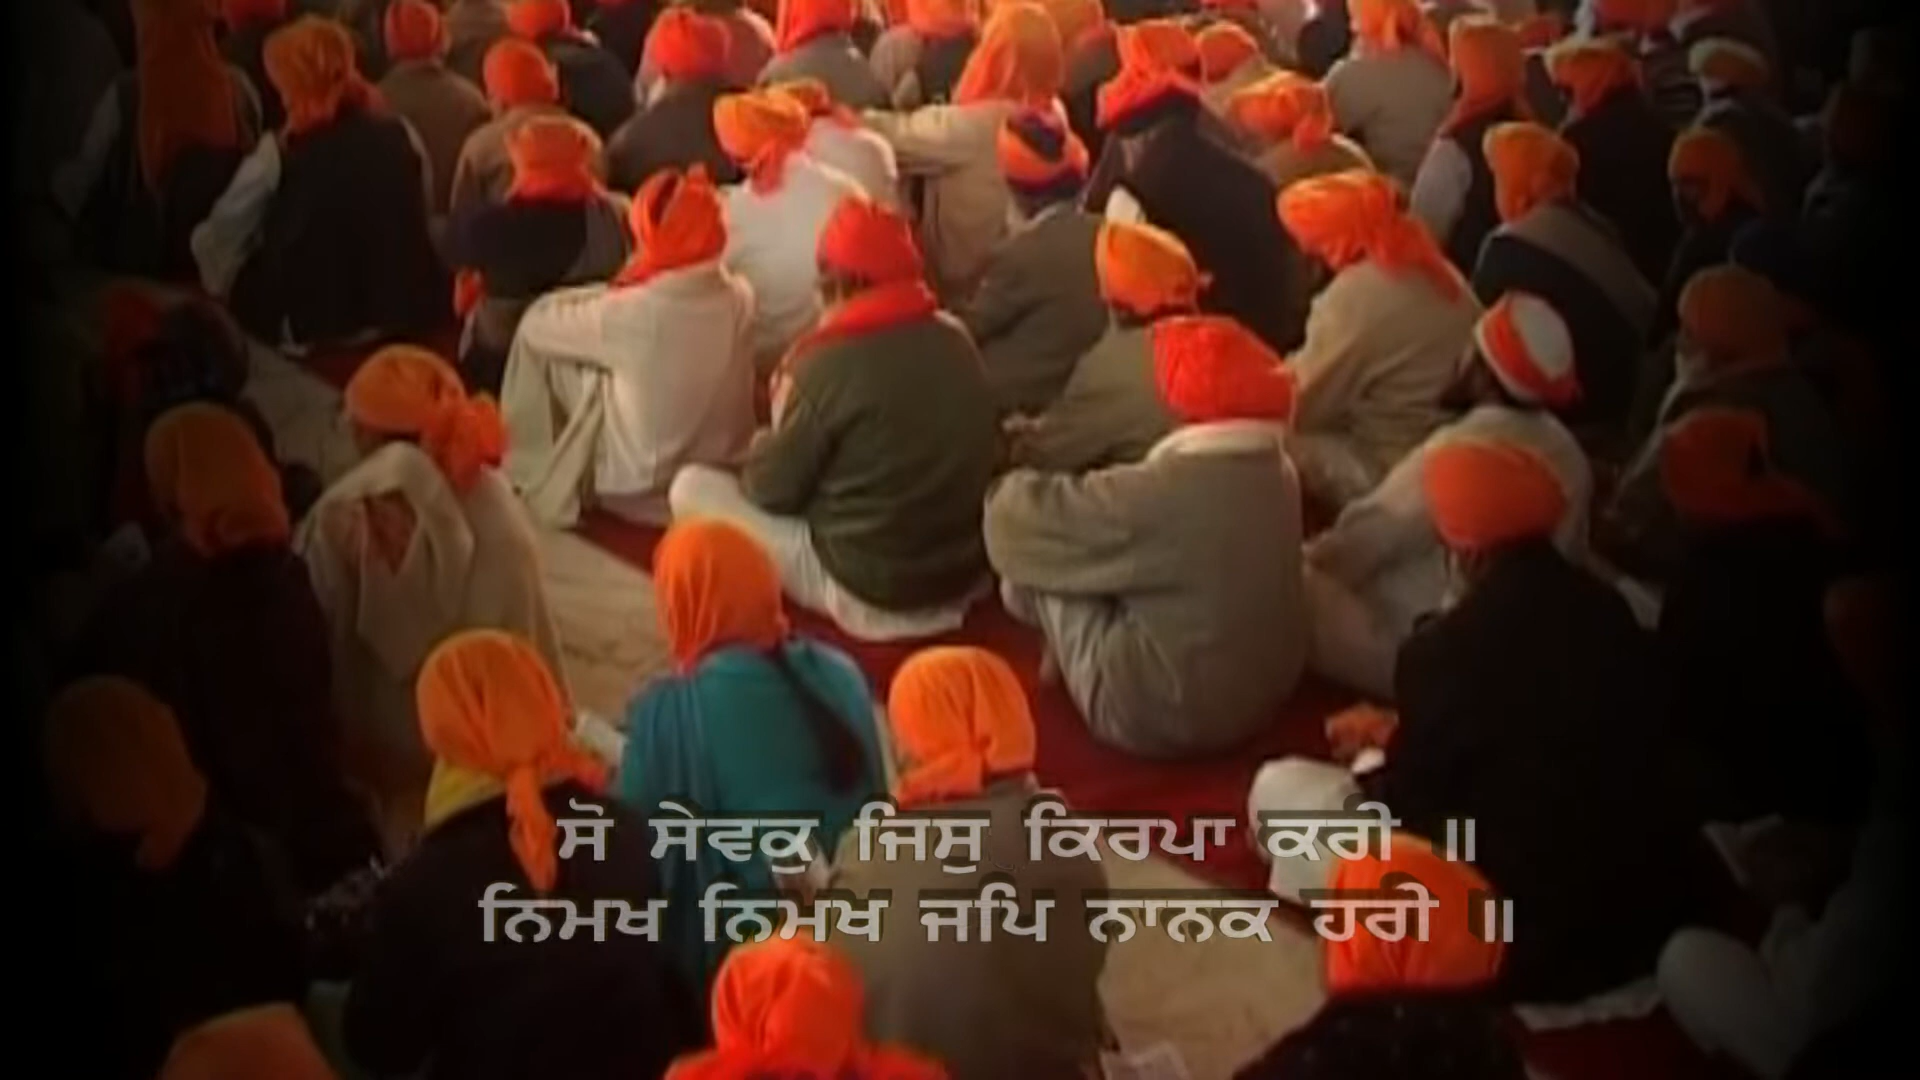 ਸੋ ਸੇਵਕੁ ਜਿਸੁ ਕਿਰਪਾ ਕਰੀ ॥
ਨਿਮਖ ਨਿਮਖ ਜਪਿ ਨਾਨਕ ਹਰੀ ॥